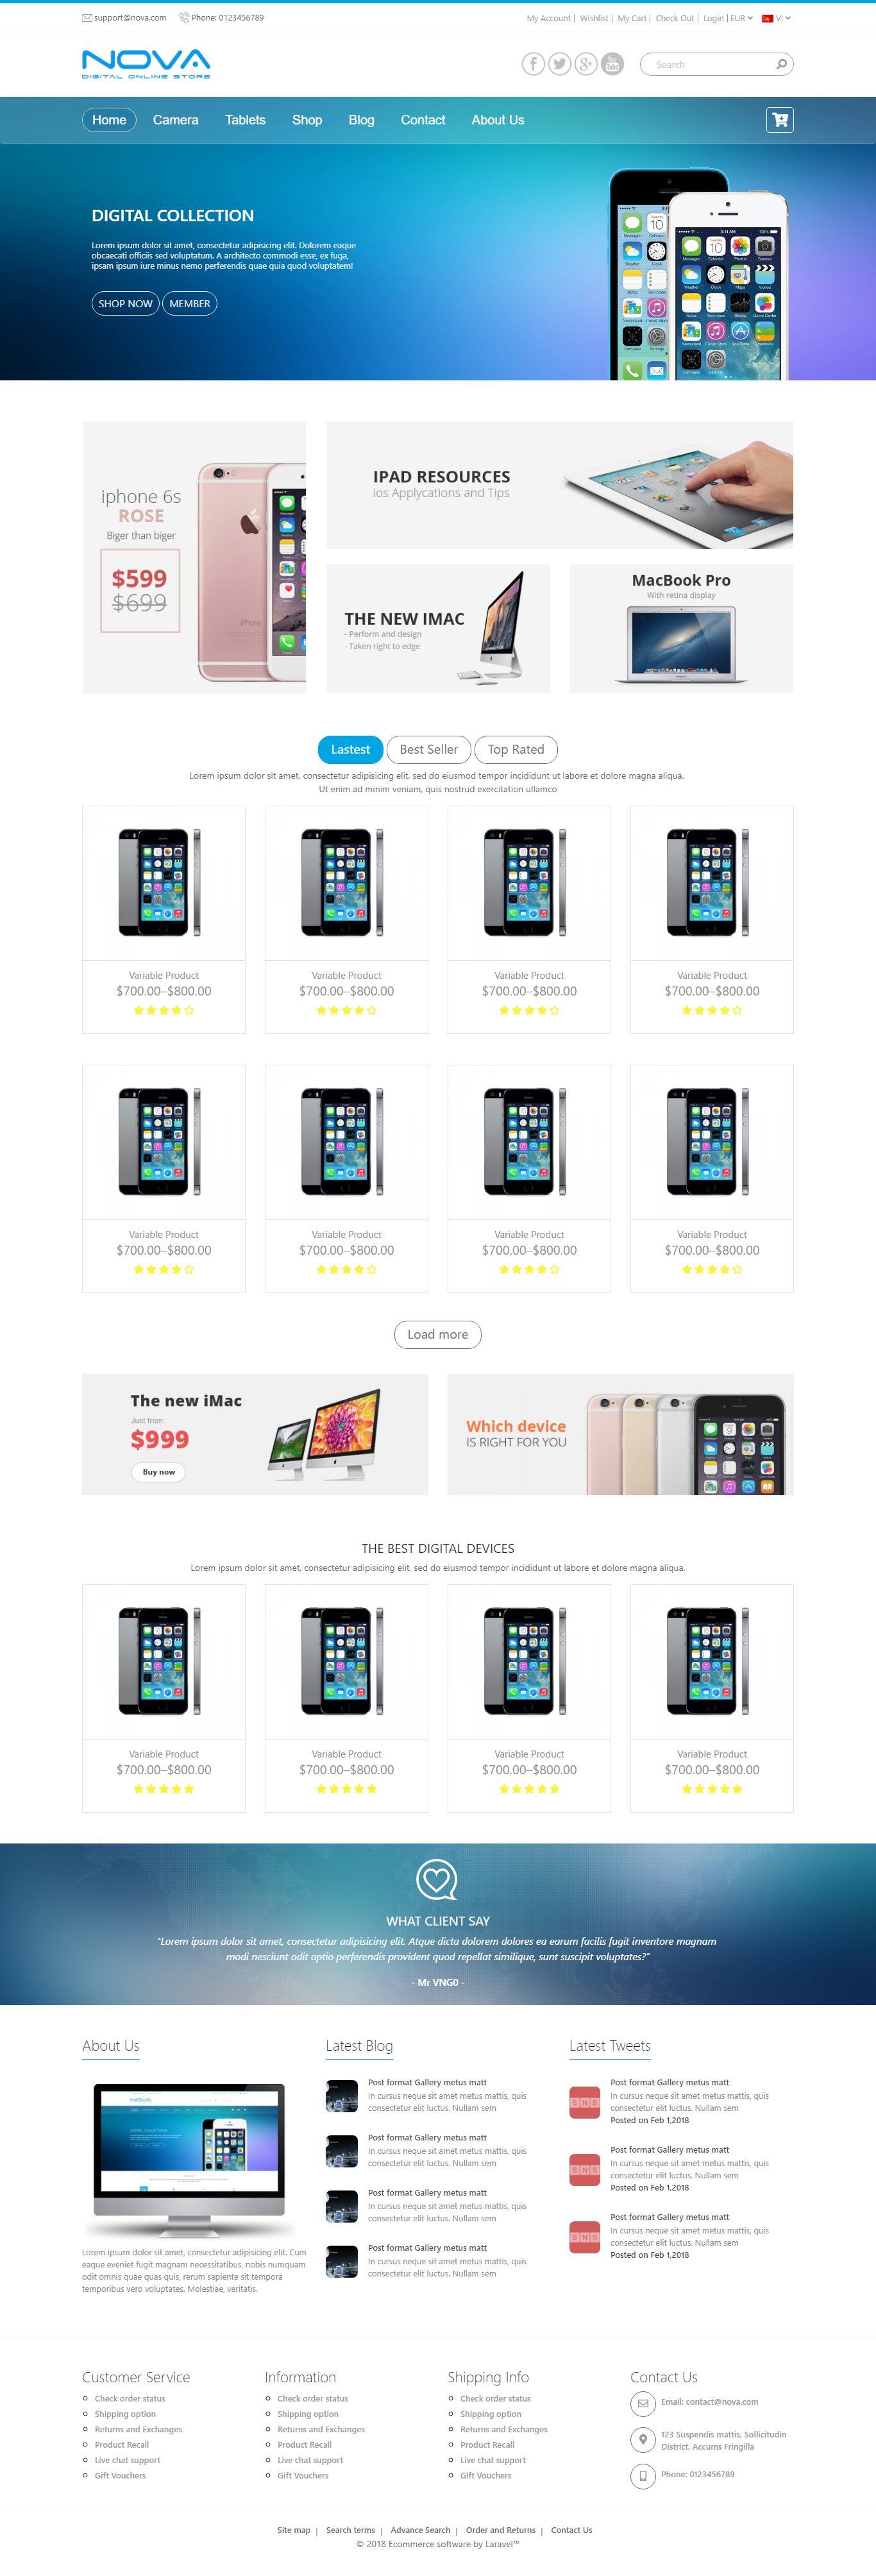 support@nova.com Phone: 0123456789
My Account | Wishlist | My Cart | Check Out | Login | EUR VI
NOVA
DIGITAL ONLINE STORE
Search
Home Camera Tablets Shop Blog Contact About Us
DIGITAL COLLECTION
Lorem ipsum dolor sit amet, consectetur adipisicing elit. Dolorem eaque
obcaecati officiis sed voluptatum. A architecto commodi esse, ex fuga,
ipsam ipsum iure minus nemo perferendis quae quia quod voluptatem!
SHOP NOW MEMBER
iphone 6s
ROSE
Biger than biger
$599
$699
iPhone
IPAD RESOURCES
Ios Applycations and Tips
THE NEW IMAC
- Perform and design
- Taken right to edge
MacBook Pro
With retina display
Lastest Best Seller Top Rated
Lorem ipsum dolor sit amet, consectetur adipisicing elit, sed do eiusmod tempor incididunt ut labore et dolore magna aliqua.
Ut enim ad minim veniam, quis nostrud exercitation ullamco
Variable Product Variable Product Variable Product Variable Product
$700.00–$800.00 $700.00–$800.00 $700.00–$800.00 $700.00–$800.00
Variable Product Variable Product Variable Product Variable Product
$700.00–$800.00 $700.00–$800.00 $700.00–$800.00 $700.00–$800.00
Load more
The new iMac
Just from:
$999
Buy now
Which device
IS RIGHT FOR YOU
THE BEST DIGITAL DEVICES
Lorem ipsum dolor sit amet, consectetur adipisicing elit, sed do eiusmod tempor incididunt ut labore et dolore magna aliqua.
Variable Product Variable Product Variable Product Variable Product
$700.00–$800.00 $700.00–$800.00 $700.00–$800.00 $700.00–$800.00
WHAT CLIENT SAY
"Lorem ipsum dolor sit amet, consectetur adipisicing elit. Atque dicta dolorem dolores ea earum facilis fugit inventore magnam
modi nesciunt odit optio perferendis provident quod repellat similique, sunt suscipit voluptates?"
- Mr VNG0 -
About Us
Lorem ipsum dolor sit amet, consectetur adipisicing elit. Cum
eaque eveniet fugit magnam necessitatibus, nobis numquam
odit omnis quae quas quis, rerum sapiente sit tempora
temporibus vero voluptates. Molestiae, veritatis.
Latest Blog
Post format Gallery metus matt
In cursus neque sit amet metus mattis, quis
consectetur elit luctus. Nullam sem
Post format Gallery metus matt
In cursus neque sit amet metus mattis, quis
consectetur elit luctus. Nullam sem
Post format Gallery metus matt
In cursus neque sit amet metus mattis, quis
consectetur elit luctus. Nullam sem
Post format Gallery metus matt
In cursus neque sit amet metus mattis, quis
consectetur elit luctus. Nullam sem
Latest Tweets
SNS
Post format Gallery metus matt
In cursus neque sit amet metus mattis, quis
consectetur elit luctus. Nullam sem
Posted on Feb 1,2018
SNS
Post format Gallery metus matt
In cursus neque sit amet metus mattis, quis
consectetur elit luctus. Nullam sem
Posted on Feb 1,2018
SNS
Post format Gallery metus matt
In cursus neque sit amet metus mattis, quis
consectetur elit luctus. Nullam sem
Posted on Feb 1,2018
Customer Service
Check order status
Shipping option
Returns and Exchanges
Product Recall
Live chat support
Gift Vouchers
Information
Check order status
Shipping option
Returns and Exchanges
Product Recall
Live chat support
Gift Vouchers
Shipping Info
Check order status
Shipping option
Returns and Exchanges
Product Recall
Live chat support
Gift Vouchers
Contact Us
Email: contact@nova.com
123 Suspendis mattis, Sollicitudin
District, Accums Fringilla
Phone: 0123456789
Site map | Search terms | Advance Search | Order and Returns | Contact Us
© 2018 Ecommerce software by Laravel™